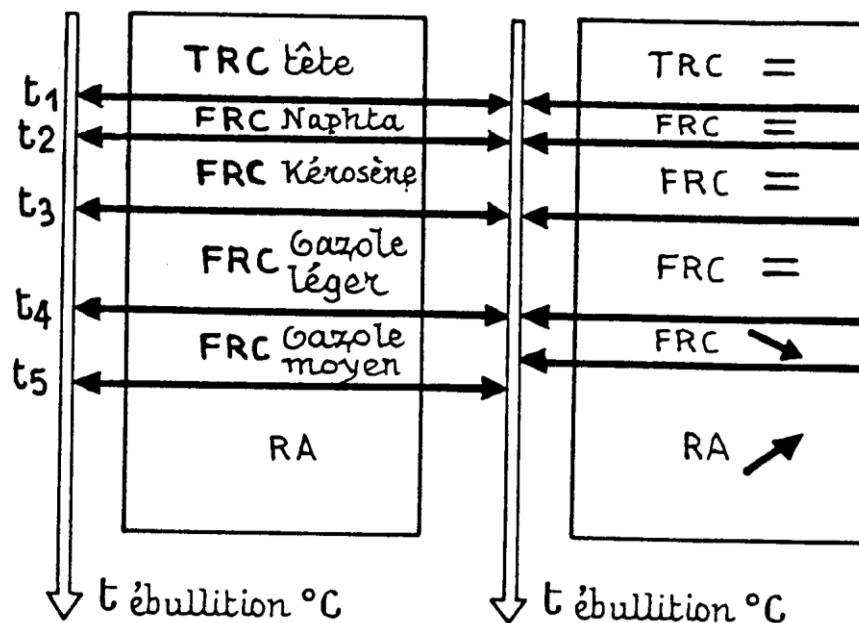 TRC tête
TRC =
t1
FRC Naphta
FRC =
t2
FRC Kérosène
FRC =
t3
FRC Gazole
léger
FRC =
t4
FRC Gazole
moyen
FRC
t5
RA
RA
t ébullition °C
t ébullition °C